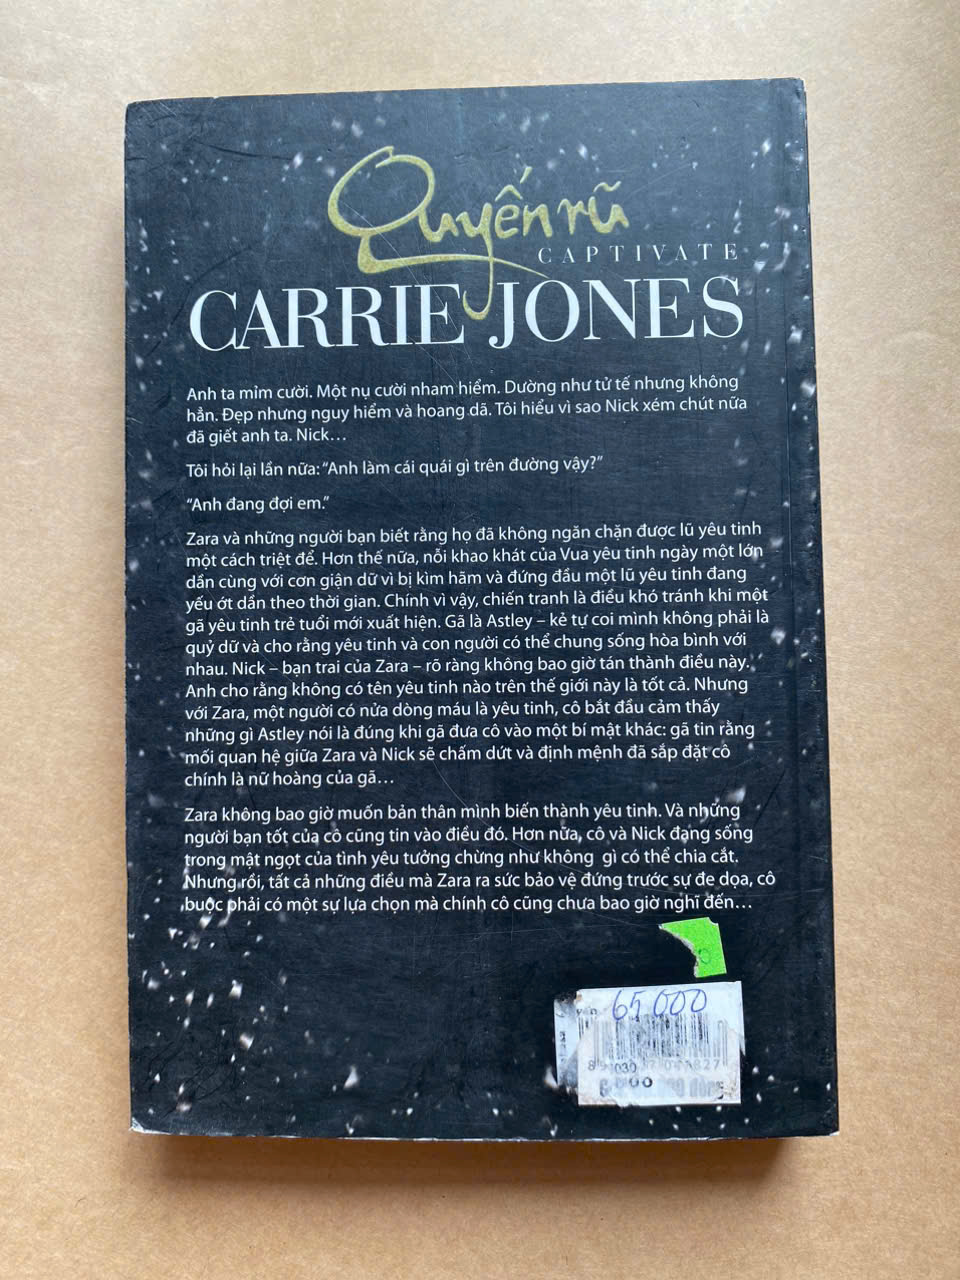 Quyến rũ
CAPTIVATE
CARRIE JONES
Anh ta mỉm cười. Một nụ cười nham hiểm. Dường như tử tế nhưng không
hẳn. Đẹp nhưng nguy hiểm và hoang dã. Tôi hiểu vì sao Nick xém chút nữa
đã giết anh ta. Nick...
Tôi hỏi lại lần nữa: “Anh làm cái quái gì trên đường vậy?”
“Anh đang đợi em.”
Zara và những người bạn biết rằng họ đã không ngăn chặn được lũ yêu tinh
một cách triệt để. Hơn thế nữa, nỗi khao khát của Vua yêu tinh ngày một lớn
dần cùng với cơn giận dữ vì bị kìm hãm và đứng đầu một lũ yêu tinh đang
yếu ớt dần theo thời gian. Chính vì vậy, chiến tranh là điều khó tránh khi một
gã yêu tinh trẻ tuổi mới xuất hiện. Gã là Astley – kẻ tự coi mình không phải là
quỷ dữ và cho rằng yêu tinh và con người có thể chung sống hòa bình với
nhau. Nick – bạn trai của Zara – rõ ràng không bao giờ tán thành điều này.
Anh cho rằng không có tên yêu tinh nào trên thế giới này là tốt cả. Nhưng
với Zara, một người có nửa dòng máu là yêu tinh, cô bắt đầu cảm thấy
những gì Astley nói là đúng khi gã đưa cô vào một bí mật khác: gã tin rằng
mối quan hệ giữa Zara và Nick sẽ chấm dứt và định mệnh đã sắp đặt cô
chính là nữ hoàng của gã...
Zara không bao giờ muốn bản thân mình biến thành yêu tinh. Và những
người bạn tốt của cô cũng tin vào điều đó. Hơn nữa, cô và Nick đang sống
trong mật ngọt của tình yêu tưởng chừng như không gì có thể chia cắt.
Nhưng rồi, tất cả những điều mà Zara ra sức bảo vệ đứng trước sự đe dọa, cô
buộc phải có một sự lựa chọn mà chính cô cũng chưa bao giờ nghĩ đến...
65 000